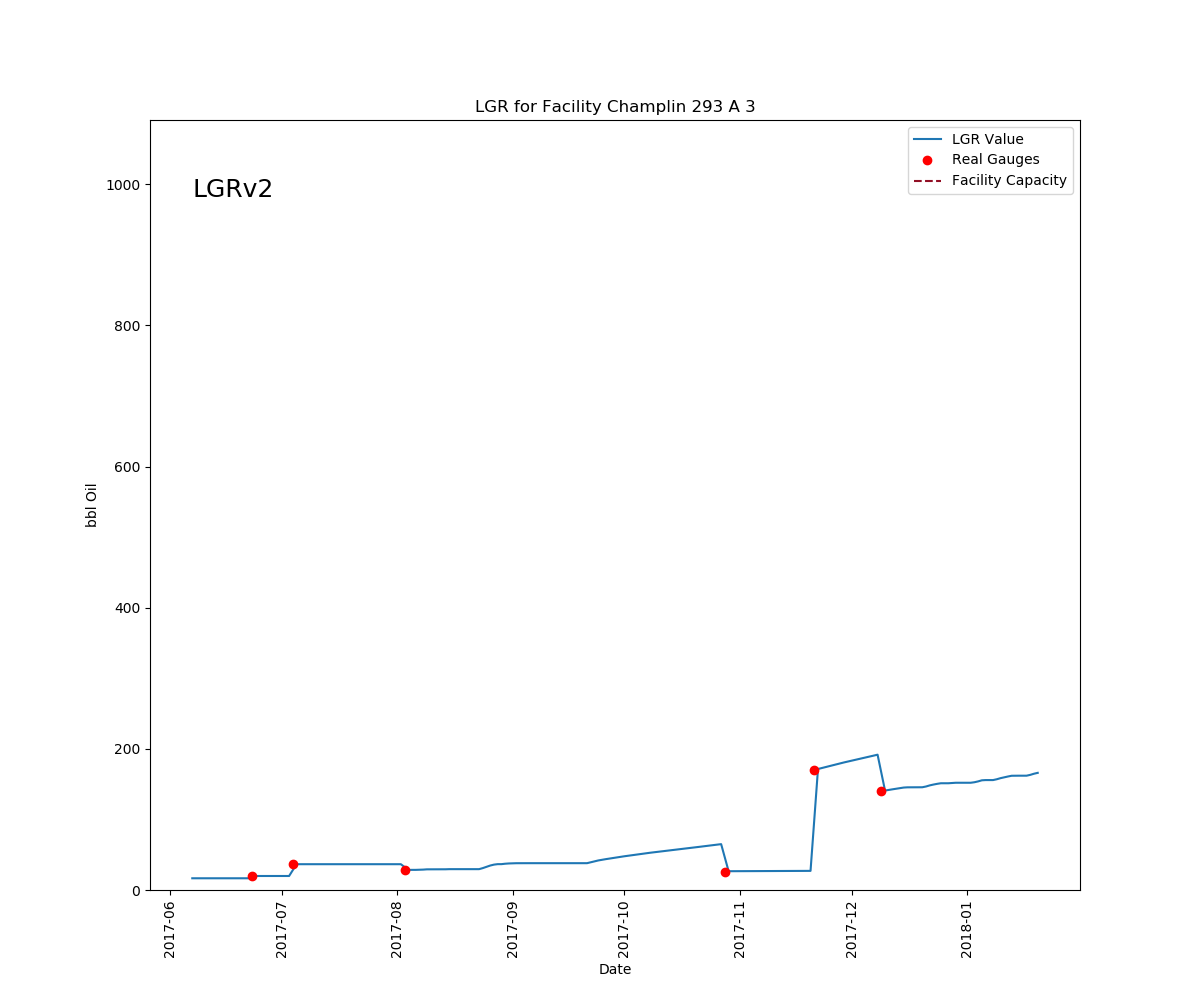 LGR for Facility Champlin 293 A 3
LGRv2
LGR Value
Real Gauges
Facility Capacity
1000
800
600
400
200
0
bbl Oil
2017-06
2017-07
2017-08
2017-09
2017-10
2017-11
2017-12
2018-01
Date